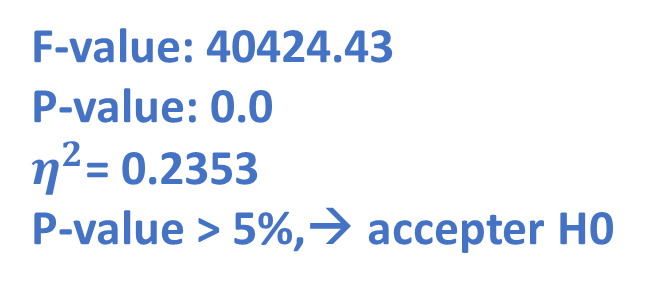 F-value: 40424.43
P-value: 0.0
η²= 0.2353
P-value > 5%,→ accepter H0